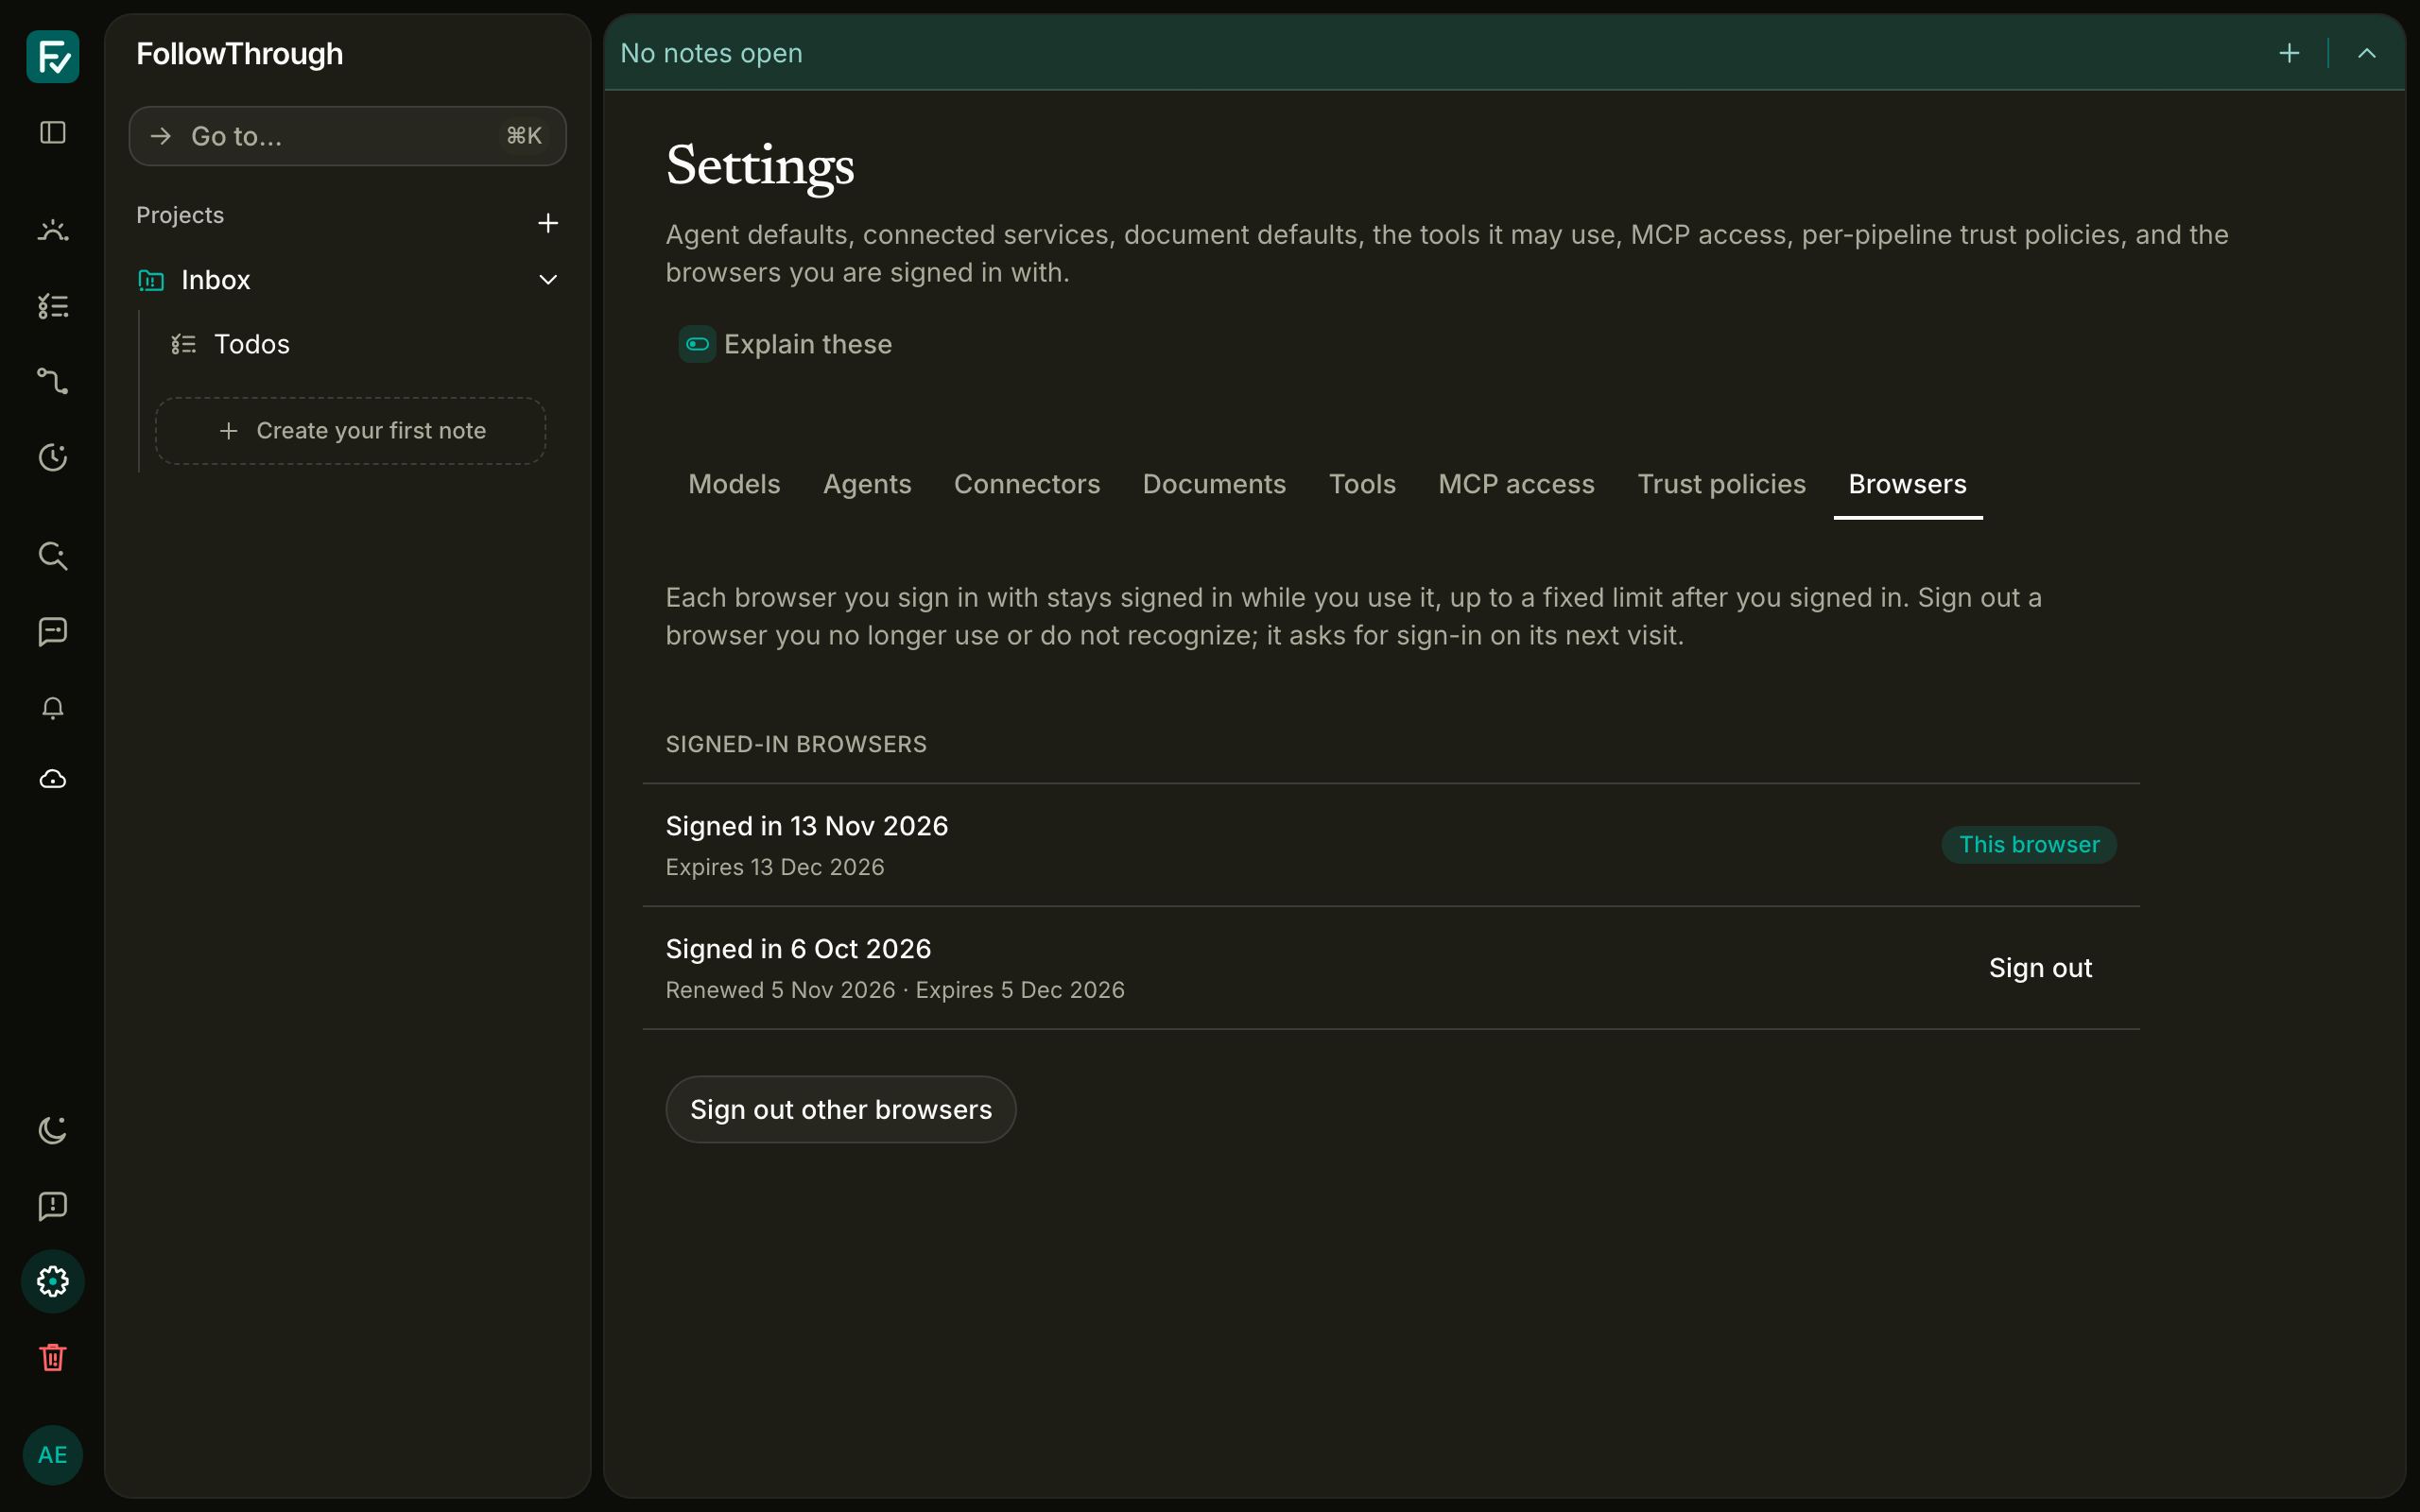 FollowThrough
Go to...
⌘K
Projects
Inbox
Todos
Create your first note
AE
No notes open
Settings
Agent defaults, connected services, document defaults, the tools it may use, MCP access, per-pipeline trust policies, and the
browsers you are signed in with.
Explain these
Models Agents Connectors Documents Tools MCP access Trust policies Browsers
Each browser you sign in with stays signed in while you use it, up to a fixed limit after you signed in. Sign out a
browser you no longer use or do not recognize; it asks for sign-in on its next visit.
SIGNED-IN BROWSERS
Signed in 13 Nov 2026
Expires 13 Dec 2026
This browser
Signed in 6 Oct 2026
Renewed 5 Nov 2026 · Expires 5 Dec 2026
Sign out
Sign out other browsers